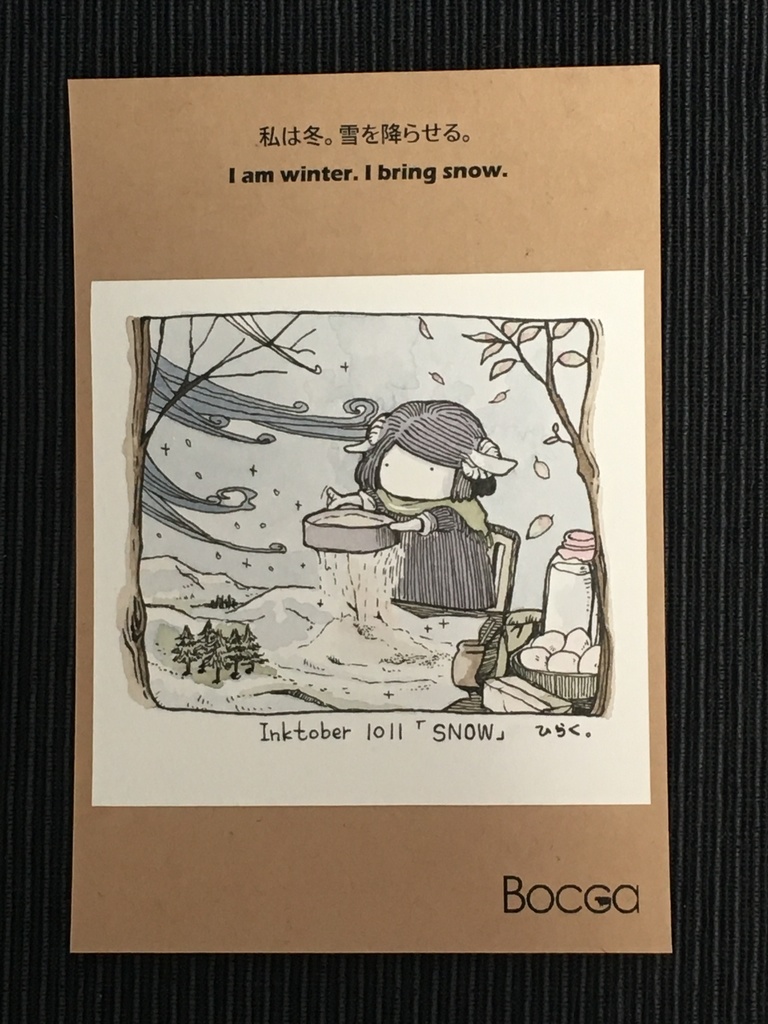 私は冬。雪を降らせる。
I am winter. I bring snow.
Inktober 1011「SNOW」 ひらく。
BOCGa